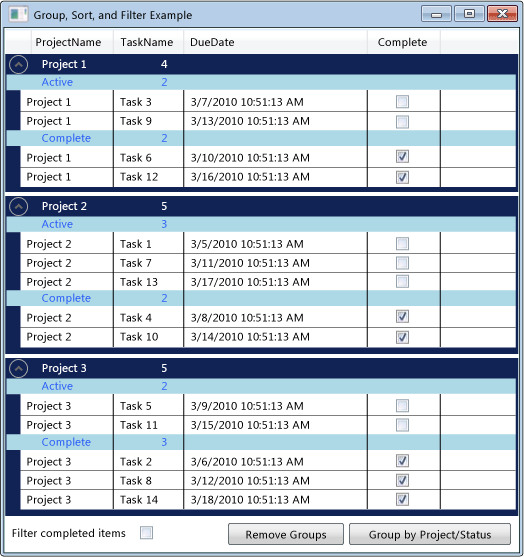 Group, Sort, and Filter Example
ProjectName TaskName DueDate Complete
Project 1 4
Active 2
Project 1 Task 3 3/7/2010 10:51:13 AM
Project 1 Task 9 3/13/2010 10:51:13 AM
Complete 2
Project 1 Task 6 3/10/2010 10:51:13 AM
Project 1 Task 12 3/16/2010 10:51:13 AM
Project 2 5
Active 3
Project 2 Task 1 3/5/2010 10:51:13 AM
Project 2 Task 7 3/11/2010 10:51:13 AM
Project 2 Task 13 3/17/2010 10:51:13 AM
Complete 2
Project 2 Task 4 3/8/2010 10:51:13 AM
Project 2 Task 10 3/14/2010 10:51:13 AM
Project 3 5
Active 2
Project 3 Task 5 3/9/2010 10:51:13 AM
Project 3 Task 11 3/15/2010 10:51:13 AM
Complete 3
Project 3 Task 2 3/6/2010 10:51:13 AM
Project 3 Task 8 3/12/2010 10:51:13 AM
Project 3 Task 14 3/18/2010 10:51:13 AM
Filter completed items Remove Groups Group by Project/Status